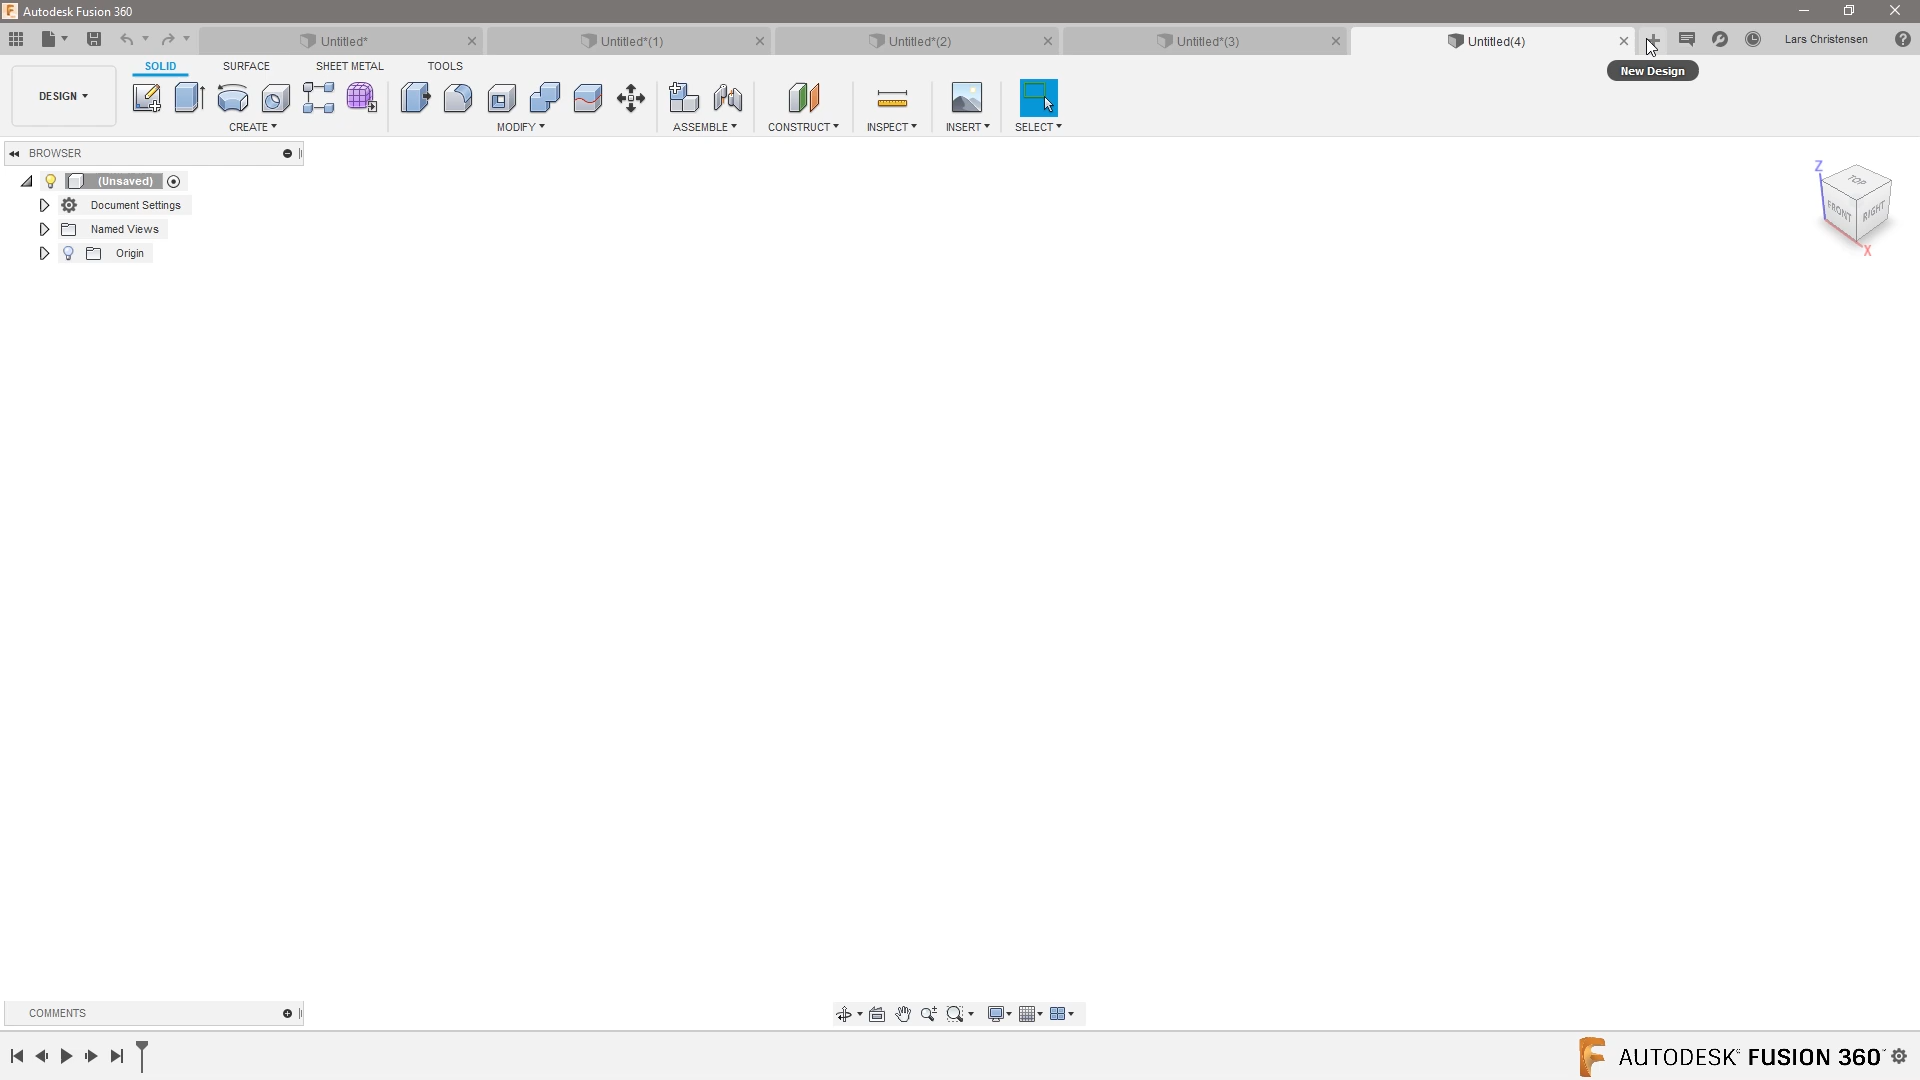 Autodesk Fusion 360
Untitled*
Untitled*(1)
Untitled*(2)
Untitled*(3)
Untitled(4)
Lars Christensen
New Design
SOLID
SURFACE
SHEET METAL
TOOLS
DESIGN
CREATE
MODIFY
ASSEMBLE
CONSTRUCT
INSPECT
INSERT
SELECT
BROWSER
(Unsaved)
Document Settings
Named Views
Origin
Z
TOP
FRONT
RIGHT
X
COMMENTS
AUTODESK FUSION 360